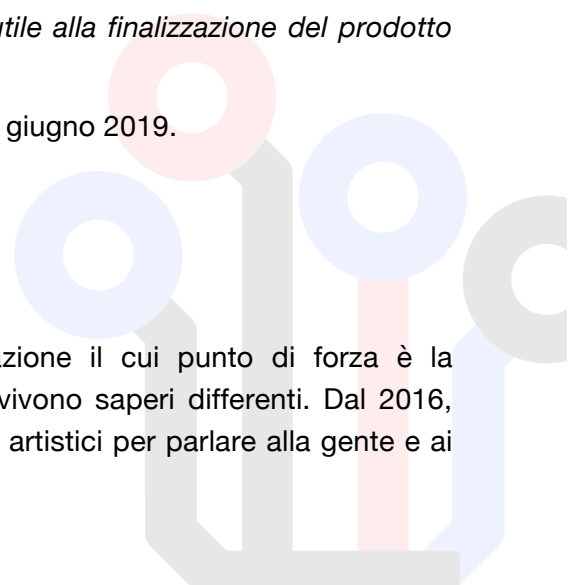 utile alla finalizzazione del prodotto
giugno 2019.
azione il cui punto di forza è la
vivono saperi differenti. Dal 2016,
artistici per parlare alla gente e ai